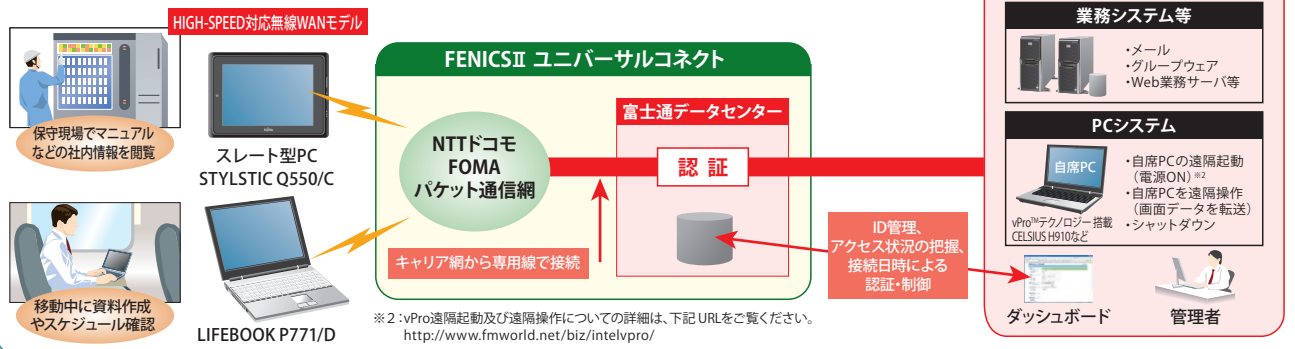 HIGH-SPEED対応無線WANモデル
保守現場でマニュアル
などの社内情報を閲覧
スレート型PC
STYLSTIC Q550/C
移動中に資料作成
やスケジュール確認
LIFEBOOK P771/D
FENICSⅡ ユニバーサルコネクト
NTTドコモ
FOMA
パケット通信網
富士通データセンター
認 証
キャリア網から専用線で接続
ID管理、
アクセス状況の把握、
接続日時による
認証・制御
※2：vPro遠隔起動及び遠隔操作についての詳細は、下記URLをご覧ください。
http://www.fmworld.net/biz/intelvpro/
業務システム等
・メール
・グループウェア
・Web業務サーバ等
PCシステム
自席PC
vPro™テクノロジー搭載
CELSIUS H910など
・自席PCの遠隔起動
（電源ON）※2
・自席PCを遠隔操作
（画面データを転送）
・シャットダウン
ダッシュボード
管理者